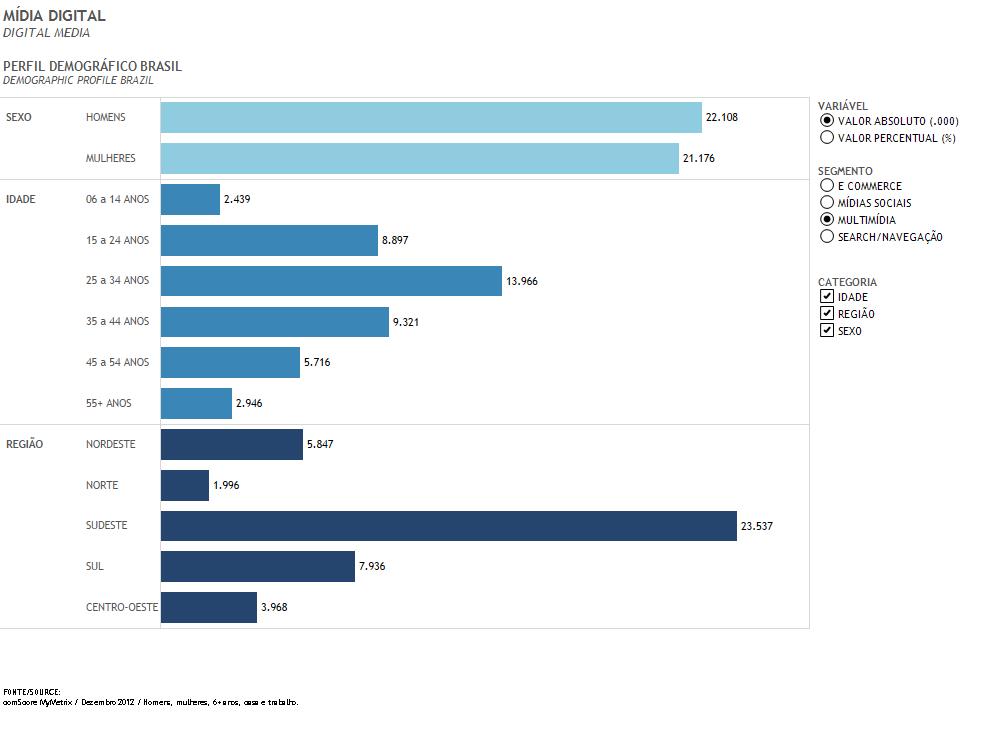 MÍDIA DIGITAL
DIGITAL MEDIA
PERFIL DEMOGRÁFICO BRASIL
DEMOGRAPHIC PROFILE BRAZIL
SEXO HOMENS 22.108
MULHERES 21.176
IDADE 06 a 14 ANOS 2.439
15 a 24 ANOS 8.897
25 a 34 ANOS 13.966
35 a 44 ANOS 9.321
45 a 54 ANOS 5.716
55+ ANOS 2.946
REGIÃO NORDESTE 5.847
NORTE 1.996
SUDESTE 23.537
SUL 7.936
CENTRO-OESTE 3.968
VARIÁVEL
VALOR ABSOLUTO (.000)
VALOR PERCENTUAL (%)
SEGMENTO
E COMMERCE
MÍDIAS SOCIAIS
MULTIMÍDIA
SEARCH/NAVEGAÇÃO
CATEGORIA
IDADE
REGIÃO
SEXO
FONTE/SOURCE:
comScore MyMetrix / Dezembro 2012 / Homens, mulheres, 6+ anos, casa e trabalho.